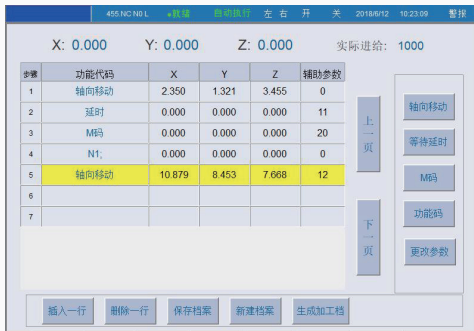 455.NC N0 L 自动执行 左 右 开 关 2018/6/12 10:23:09 警报
X: 0.000 Y: 0.000 Z: 0.000 实际进给: 1000
步骤 功能代码 X Y Z 辅助参数
1 轴向移动 2.350 1.321 3.455 0
2 延时 0.000 0.000 0.000 11
3 M码 0.000 0.000 0.000 20
4 N1; 0.000 0.000 0.000 0
5 轴向移动 10.879 8.453 7.668 12
6
7
上一页
下一页
轴向移动
等待延时
M码
功能码
更改参数
插入一行 删除一行 保存档案 新建档案 生成加工档